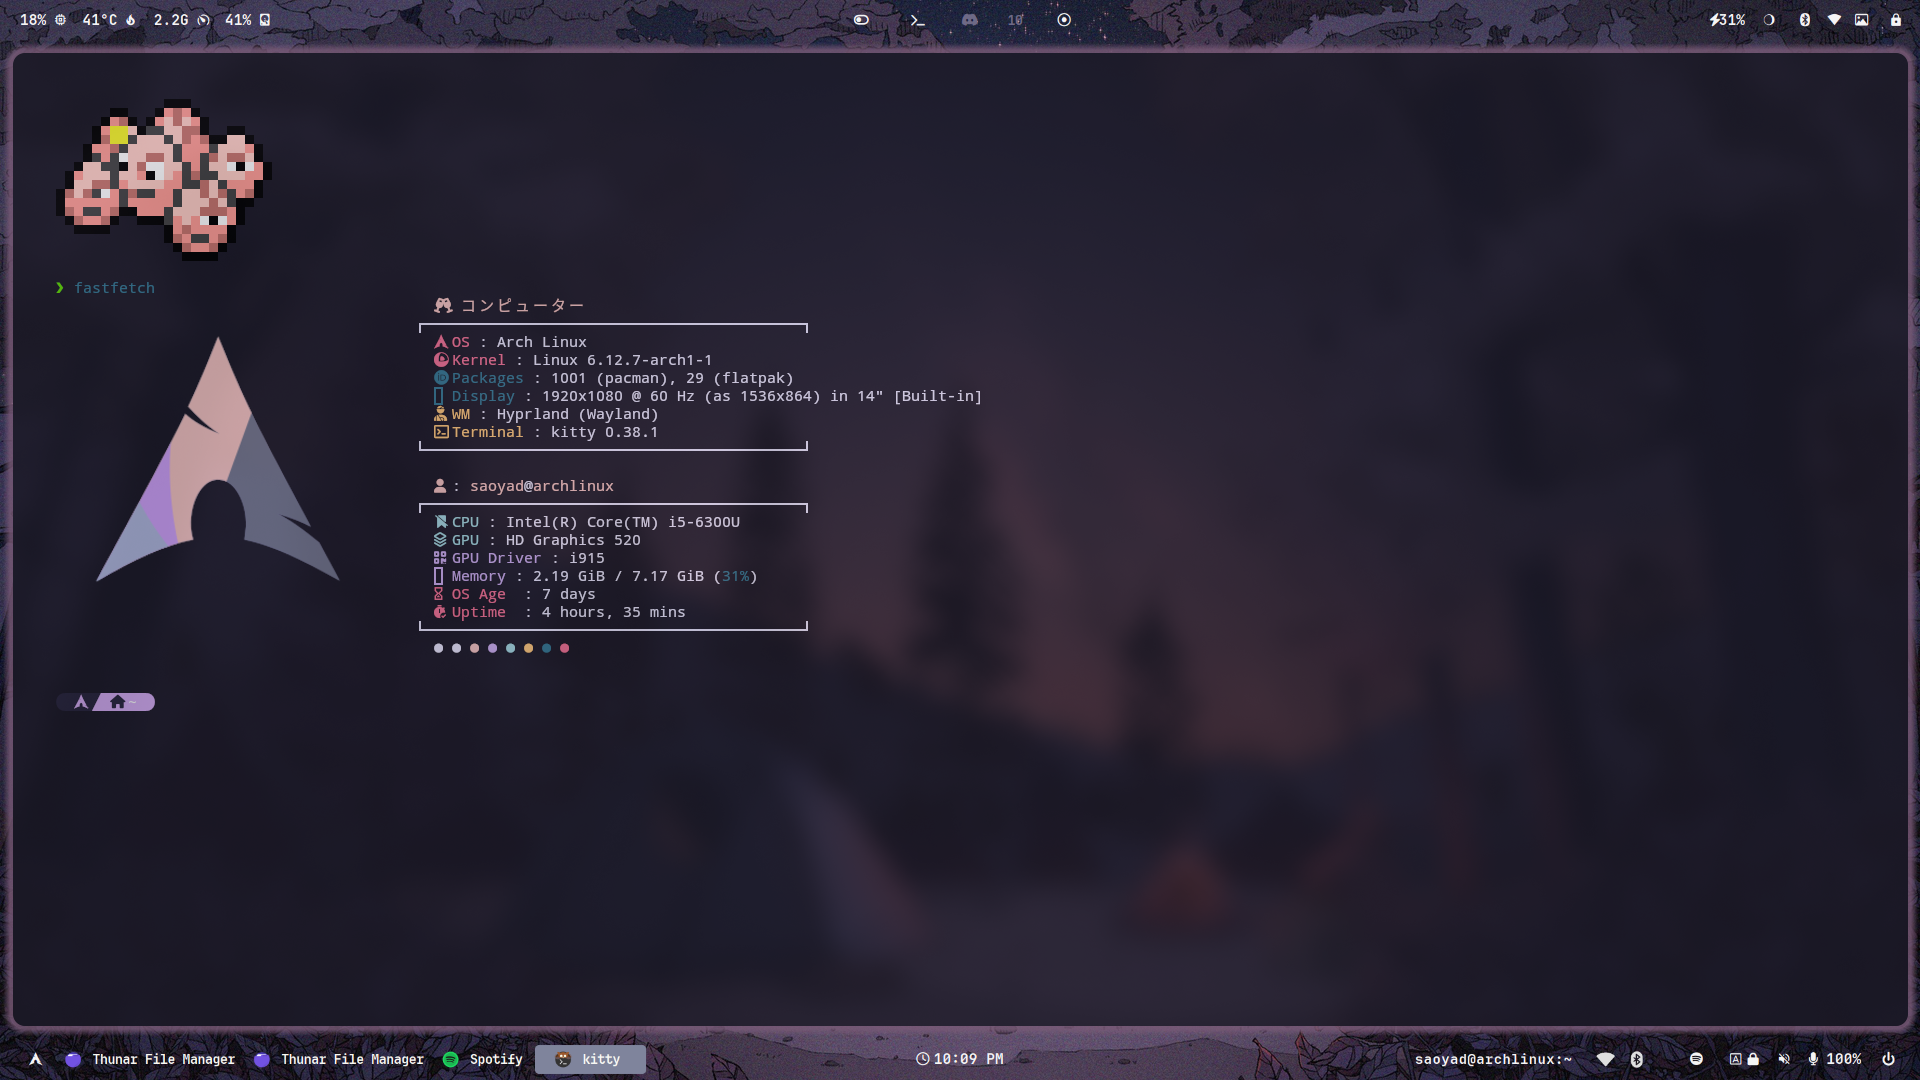 18% 41°C 2.2G 41%
10
31%
❯ fastfetch
コンピューター
OS : Arch Linux
Kernel : Linux 6.12.7-arch1-1
Packages : 1001 (pacman), 29 (flatpak)
Display : 1920x1080 @ 60 Hz (as 1536x864) in 14" [Built-in]
WM : Hyprland (Wayland)
Terminal : kitty 0.38.1
: saoyad@archlinux
CPU : Intel(R) Core(TM) i5-6300U
GPU : HD Graphics 520
GPU Driver : i915
Memory : 2.19 GiB / 7.17 GiB (31%)
OS Age : 7 days
Uptime : 4 hours, 35 mins
~
Thunar File Manager Thunar File Manager Spotify kitty
10:09 PM
saoyad@archlinux:~ A 100%